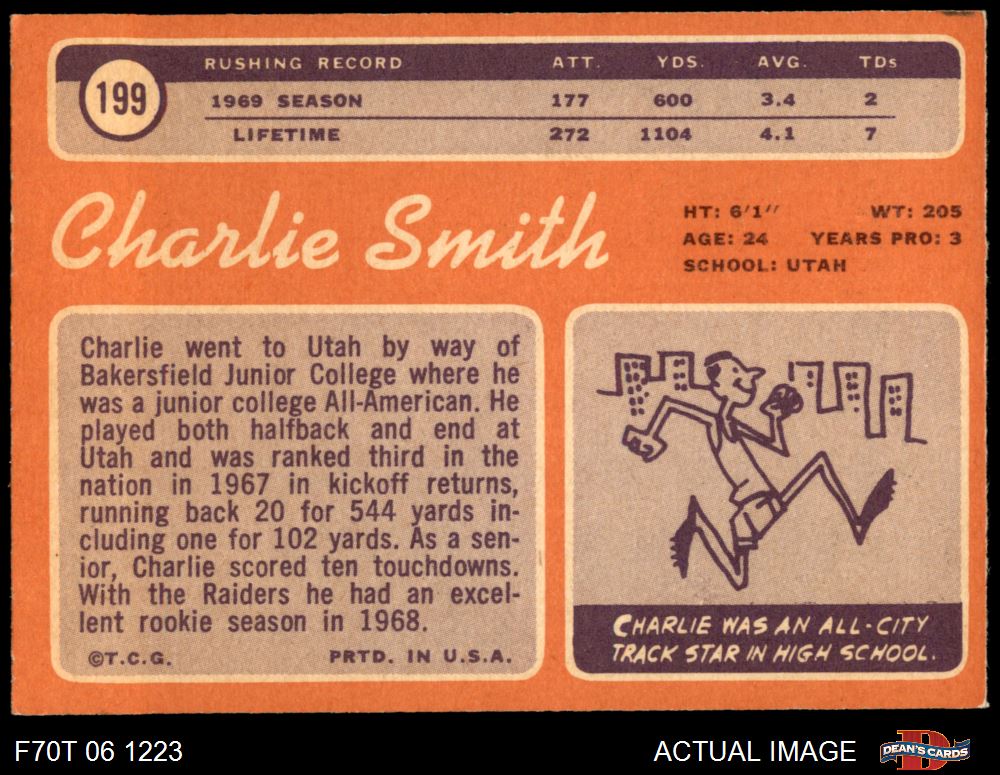 199
RUSHING RECORD ATT. YDS. AVG. TDs
1969 SEASON 177 600 3.4 2
LIFETIME 272 1104 4.1 7
Charlie Smith
HT: 6'1" WT: 205
AGE: 24 YEARS PRO: 3
SCHOOL: UTAH
Charlie went to Utah by way of
Bakersfield Junior College where he
was a junior college All-American. He
played both halfback and end at
Utah and was ranked third in the
nation in 1967 in kickoff returns,
running back 20 for 544 yards in-
cluding one for 102 yards. As a sen-
ior, Charlie scored ten touchdowns.
With the Raiders he had an excel-
lent rookie season in 1968.
©T.C.G. PRTD. IN U.S.A.
CHARLIE WAS AN ALL-CITY
TRACK STAR IN HIGH SCHOOL.
F70T 06 1223
ACTUAL IMAGE
D
DEAN'S CARDS